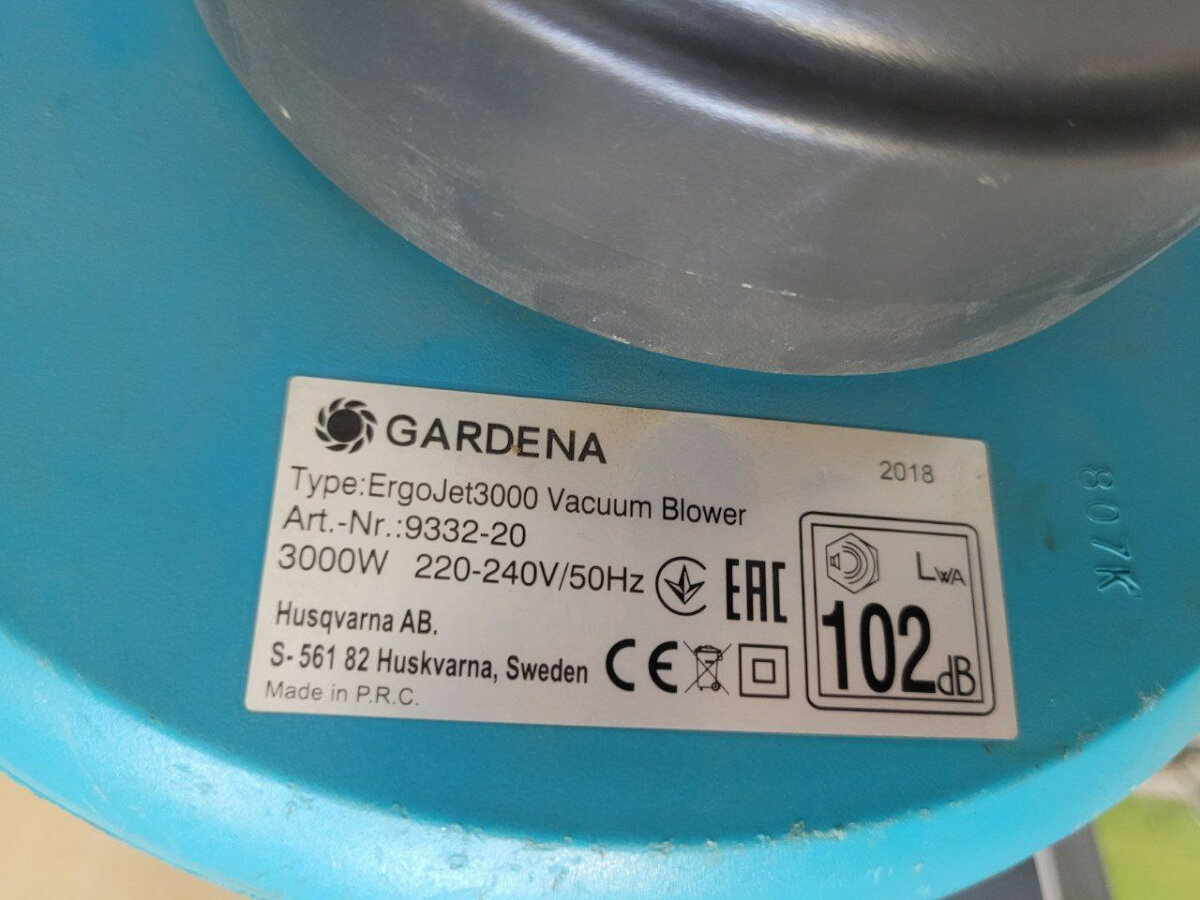 GARDENA
2018
Type:ErgoJet3000 Vacuum Blower
Art.-Nr.:9332-20
3000W 220-240V/50Hz
EAC
LWA
102dB
Husqvarna AB.
S- 561 82 Huskvarna, Sweden
CE
Made in P.R.C.
807K